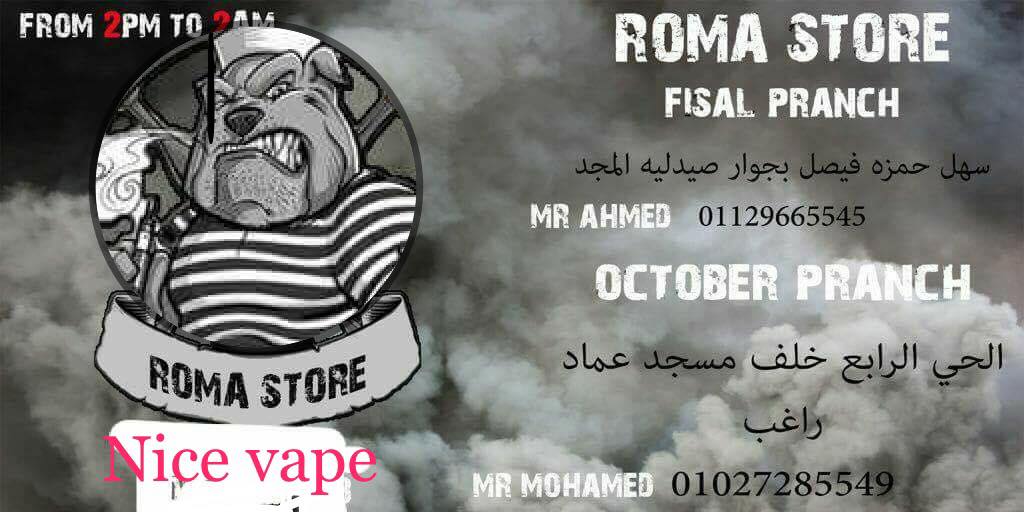 FROM 2PM TO 2AM
ROMA STORE
FISAL PRANCH
سهل حمزه فيصل بجوار صيدليه المجد
MR AHMED 01129665545
OCTOBER PRANCH
الحي الرابع خلف مسجد عماد
راغب
MR MOHAMED 01027285549
ROMA STORE
Nice vape